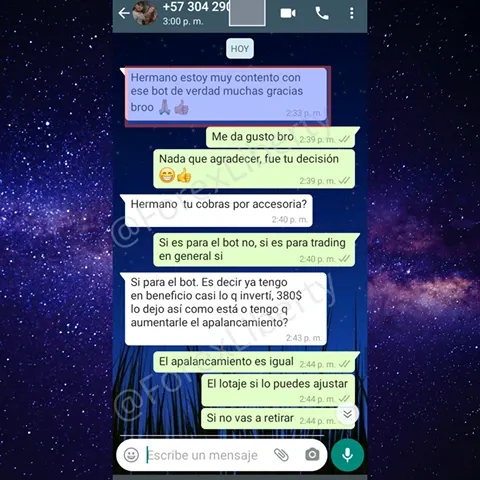 +57 304 290
3:00 p. m.
HOY
Hermano estoy muy contento con
ese bot de verdad muchas gracias
broo 🙏🏽👍🏽
2:33 p. m.
Me da gusto bro 2:39 p. m.
Nada que agradecer, fue tu decisión
😁👍
2:39 p. m.
Hermano tu cobras por accesoria?
2:40 p. m.
Si es para el bot no, si es para trading
en general si
2:40 p. m.
Si para el bot. Es decir ya tengo
en beneficio casi lo q invertí, 380$
lo dejo así como está o tengo q
aumentarle el apalancamiento?
2:43 p. m.
El apalancamiento es igual 2:44 p. m.
El lotaje si lo puedes ajustar
2:44 p. m.
Si no vas a retirar 2:44 p. m.
Escribe un mensaje
@ForexLiberty
@ForexLiberty